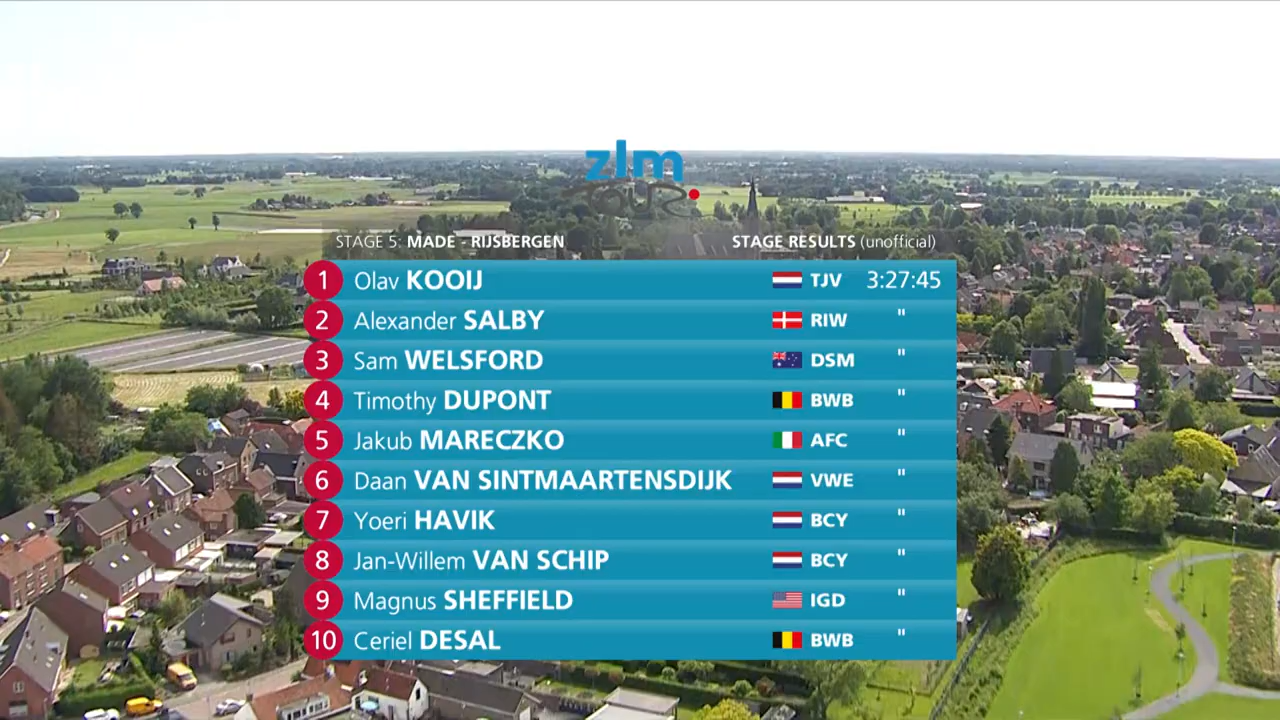 zlm
tour
STAGE 5: MADE - RIJSBERGEN STAGE RESULTS (unofficial)
1 Olav KOOIJ TJV 3:27:45
2 Alexander SALBY RIW "
3 Sam WELSFORD DSM "
4 Timothy DUPONT BWB "
5 Jakub MARECZKO AFC "
6 Daan VAN SINTMAARTENSDIJK VWE "
7 Yoeri HAVIK BCY "
8 Jan-Willem VAN SCHIP BCY "
9 Magnus SHEFFIELD IGD "
10 Ceriel DESAL BWB "